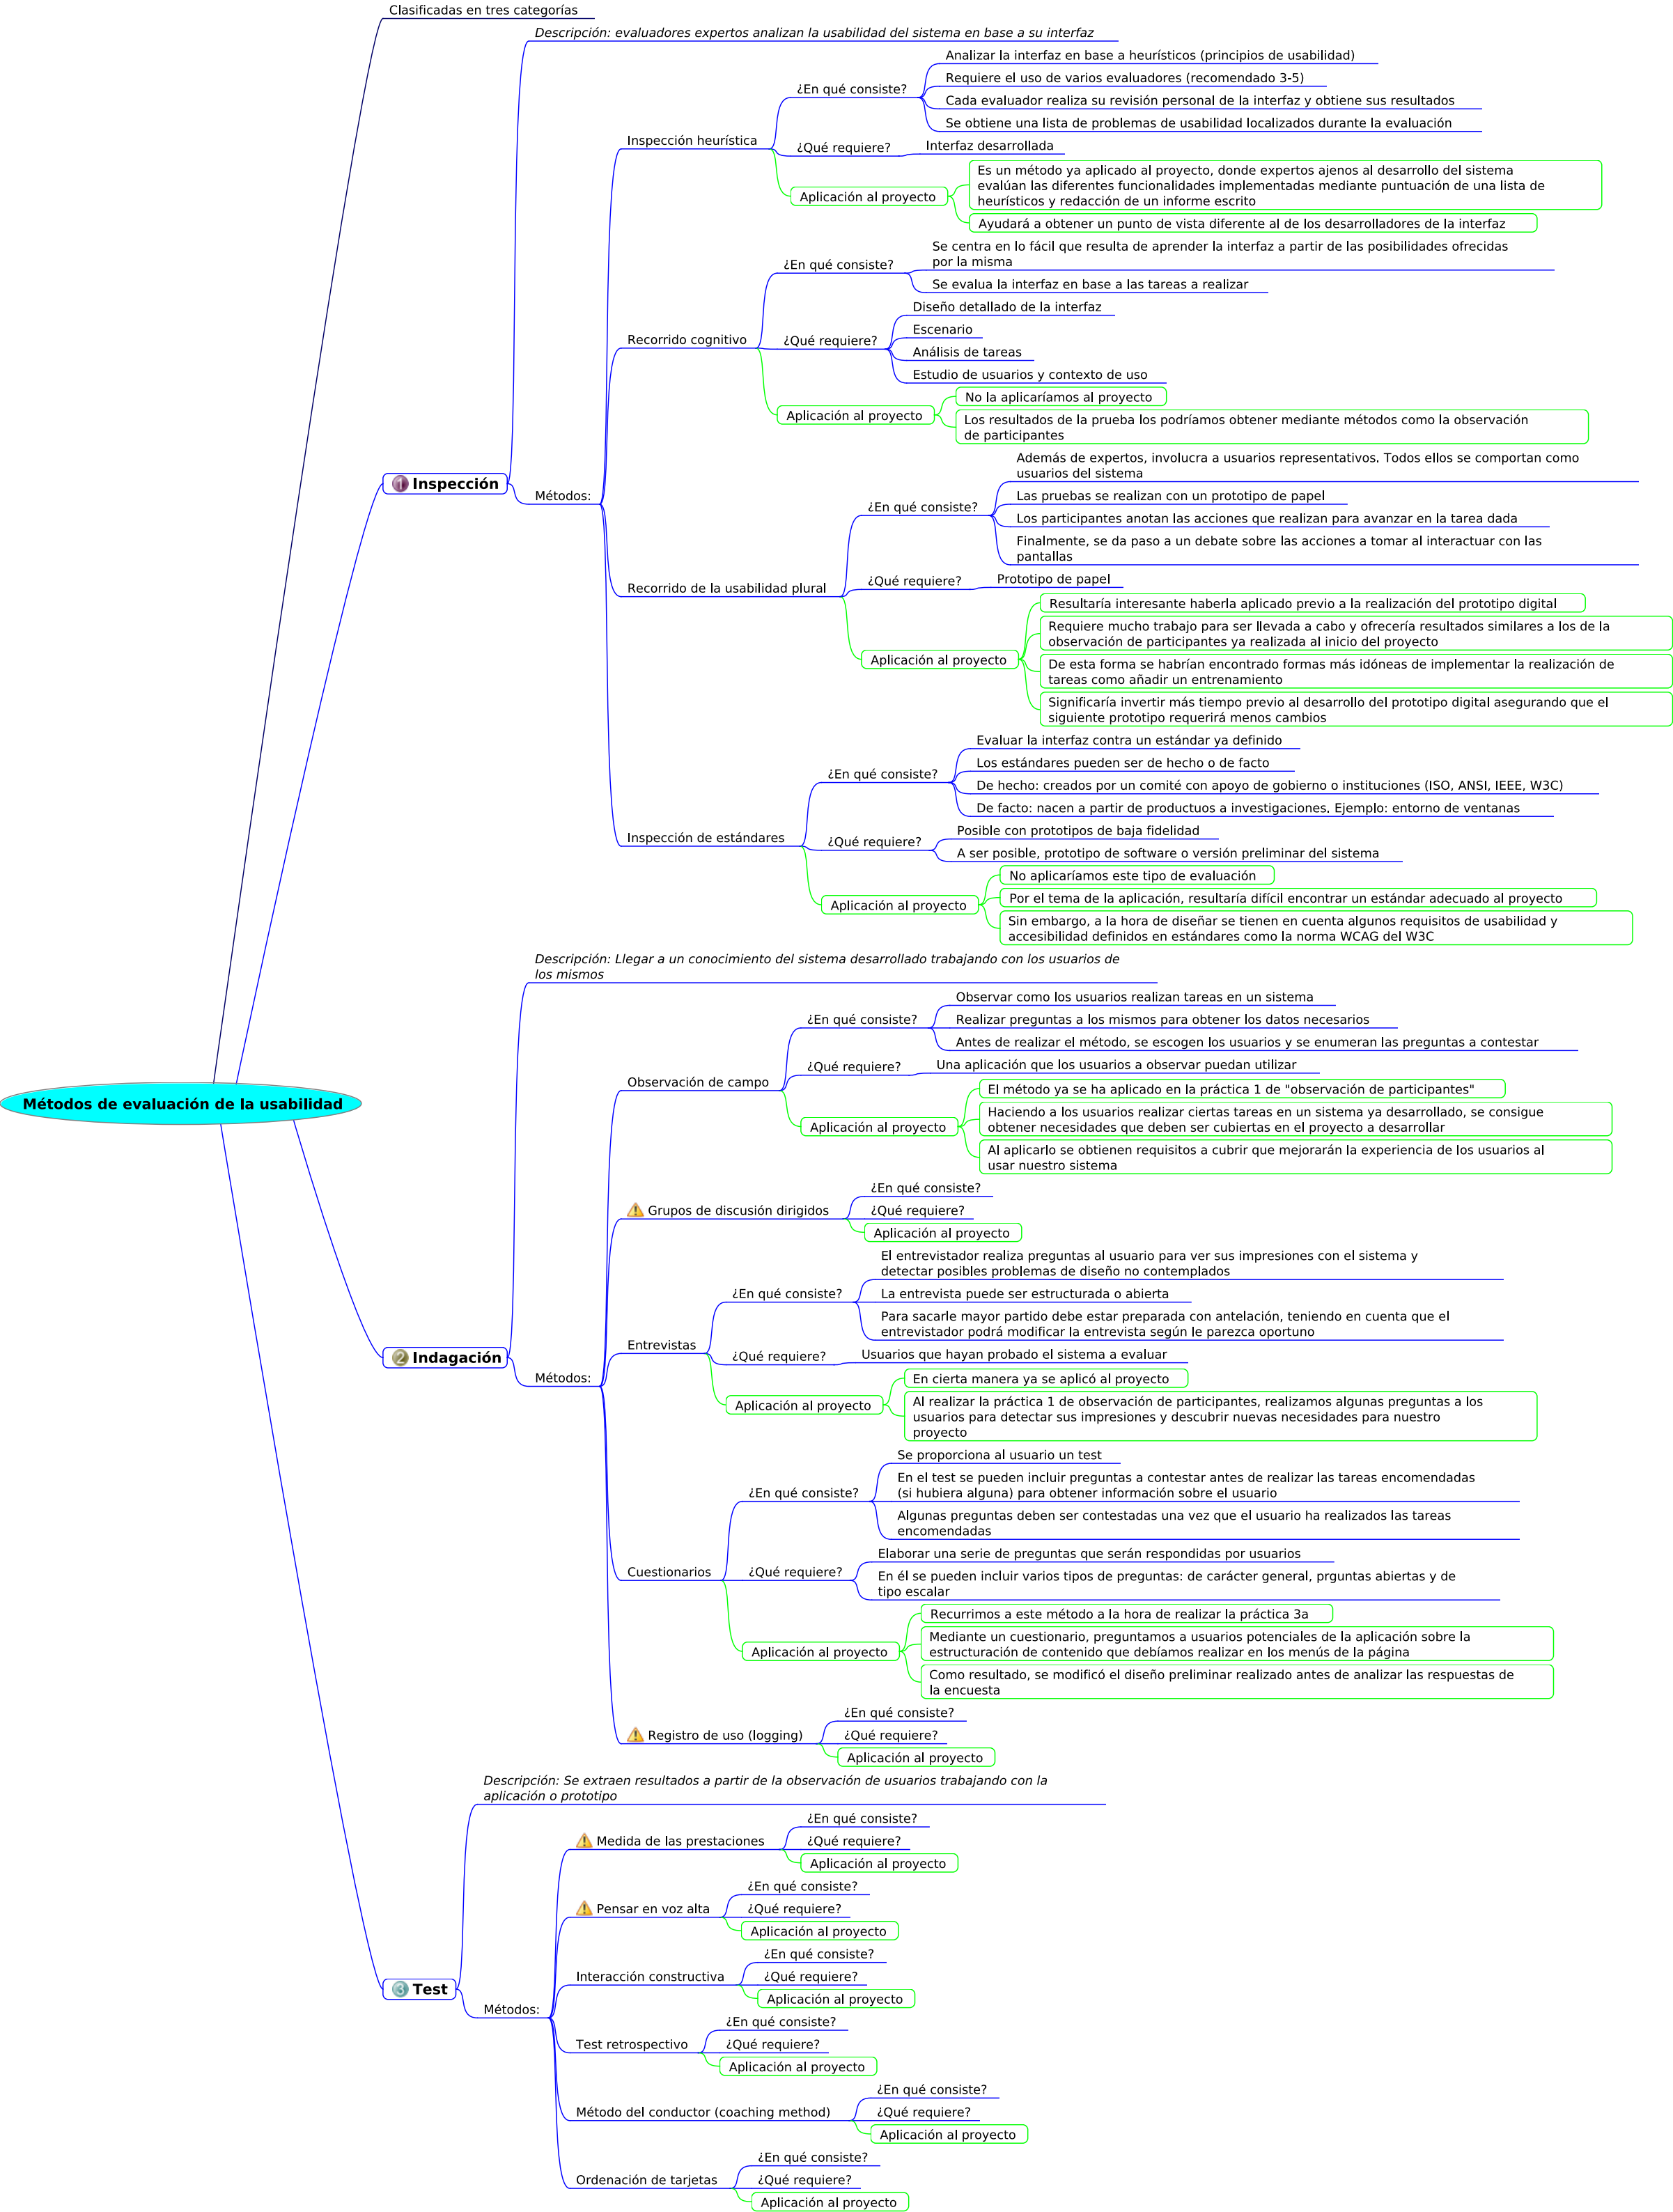 Clasificadas en tres categorías
Descripción: evaluadores expertos analizan la usabilidad del sistema en base a su interfaz
Analizar la interfaz en base a heurísticos (principios de usabilidad)
Requiere el uso de varios evaluadores (recomendado 3-5)
¿En qué consiste?
Cada evaluador realiza su revisión personal de la interfaz y obtiene sus resultados
Se obtiene una lista de problemas de usabilidad localizados durante la evaluación
Inspección heurística
¿Qué requiere?
Interfaz desarrollada
Es un método ya aplicado al proyecto, donde expertos ajenos al desarrollo del sistema
evalúan las diferentes funcionalidades implementadas mediante puntuación de una lista de
heurísticos y redacción de un informe escrito
Aplicación al proyecto
Ayudará a obtener un punto de vista diferente al de los desarrolladores de la interfaz
Se centra en lo fácil que resulta de aprender la interfaz a partir de las posibilidades ofrecidas
por la misma
¿En qué consiste?
Se evalua la interfaz en base a las tareas a realizar
Diseño detallado de la interfaz
Escenario
Recorrido cognitivo
¿Qué requiere?
Análisis de tareas
Estudio de usuarios y contexto de uso
No la aplicaríamos al proyecto
Aplicación al proyecto
Los resultados de la prueba los podríamos obtener mediante métodos como la observación
de participantes
Además de expertos, involucra a usuarios representativos. Todos ellos se comportan como
usuarios del sistema
1 Inspección
Métodos:
Las pruebas se realizan con un prototipo de papel
¿En qué consiste?
Los participantes anotan las acciones que realizan para avanzar en la tarea dada
Finalmente, se da paso a un debate sobre las acciones a tomar al interactuar con las
pantallas
Recorrido de la usabilidad plural
¿Qué requiere?
Prototipo de papel
Resultaría interesante haberla aplicado previo a la realización del prototipo digital
Requiere mucho trabajo para ser llevada a cabo y ofrecería resultados similares a los de la
observación de participantes ya realizada al inicio del proyecto
Aplicación al proyecto
De esta forma se habrían encontrado formas más idóneas de implementar la realización de
tareas como añadir un entrenamiento
Significaría invertir más tiempo previo al desarrollo del prototipo digital asegurando que el
siguiente prototipo requerirá menos cambios
Evaluar la interfaz contra un estándar ya definido
Los estándares pueden ser de hecho o de facto
¿En qué consiste?
De hecho: creados por un comité con apoyo de gobierno o instituciones (ISO, ANSI, IEEE, W3C)
De facto: nacen a partir de productuos a investigaciones. Ejemplo: entorno de ventanas
Inspección de estándares
¿Qué requiere?
Posible con prototipos de baja fidelidad
A ser posible, prototipo de software o versión preliminar del sistema
No aplicaríamos este tipo de evaluación
Aplicación al proyecto
Por el tema de la aplicación, resultaría difícil encontrar un estándar adecuado al proyecto
Sin embargo, a la hora de diseñar se tienen en cuenta algunos requisitos de usabilidad y
accesibilidad definidos en estándares como la norma WCAG del W3C
Métodos de evaluación de la usabilidad
Descripción: Llegar a un conocimiento del sistema desarrollado trabajando con los usuarios de
los mismos
Observar como los usuarios realizan tareas en un sistema
¿En qué consiste?
Realizar preguntas a los mismos para obtener los datos necesarios
Antes de realizar el método, se escogen los usuarios y se enumeran las preguntas a contestar
Observación de campo
¿Qué requiere?
Una aplicación que los usuarios a observar puedan utilizar
El método ya se ha aplicado en la práctica 1 de "observación de participantes"
Aplicación al proyecto
Haciendo a los usuarios realizar ciertas tareas en un sistema ya desarrollado, se consigue
obtener necesidades que deben ser cubiertas en el proyecto a desarrollar
Al aplicarlo se obtienen requisitos a cubrir que mejorarán la experiencia de los usuarios al
usar nuestro sistema
Grupos de discusión dirigidos
¿En qué consiste?
¿Qué requiere?
Aplicación al proyecto
El entrevistador realiza preguntas al usuario para ver sus impresiones con el sistema y
detectar posibles problemas de diseño no contemplados
¿En qué consiste?
La entrevista puede ser estructurada o abierta
Para sacarle mayor partido debe estar preparada con antelación, teniendo en cuenta que el
entrevistador podrá modificar la entrevista según le parezca oportuno
Entrevistas
¿Qué requiere?
Usuarios que hayan probado el sistema a evaluar
2 Indagación
Métodos:
En cierta manera ya se aplicó al proyecto
Aplicación al proyecto
Al realizar la práctica 1 de observación de participantes, realizamos algunas preguntas a los
usuarios para detectar sus impresiones y descubrir nuevas necesidades para nuestro
proyecto
Se proporciona al usuario un test
¿En qué consiste?
En el test se pueden incluir preguntas a contestar antes de realizar las tareas encomendadas
(si hubiera alguna) para obtener información sobre el usuario
Algunas preguntas deben ser contestadas una vez que el usuario ha realizados las tareas
encomendadas
Cuestionarios
¿Qué requiere?
Elaborar una serie de preguntas que serán respondidas por usuarios
En él se pueden incluir varios tipos de preguntas: de carácter general, prguntas abiertas y de
tipo escalar
Recurrimos a este método a la hora de realizar la práctica 3a
Aplicación al proyecto
Mediante un cuestionario, preguntamos a usuarios potenciales de la aplicación sobre la
estructuración de contenido que debíamos realizar en los menús de la página
Como resultado, se modificó el diseño preliminar realizado antes de analizar las respuestas de
la encuesta
Registro de uso (logging)
¿En qué consiste?
¿Qué requiere?
Aplicación al proyecto
Descripción: Se extraen resultados a partir de la observación de usuarios trabajando con la
aplicación o prototipo
Medida de las prestaciones
¿En qué consiste?
¿Qué requiere?
Aplicación al proyecto
Pensar en voz alta
¿En qué consiste?
¿Qué requiere?
Aplicación al proyecto
3 Test
Métodos:
Interacción constructiva
¿En qué consiste?
¿Qué requiere?
Aplicación al proyecto
Test retrospectivo
¿En qué consiste?
¿Qué requiere?
Aplicación al proyecto
Método del conductor (coaching method)
¿En qué consiste?
¿Qué requiere?
Aplicación al proyecto
Ordenación de tarjetas
¿En qué consiste?
¿Qué requiere?
Aplicación al proyecto